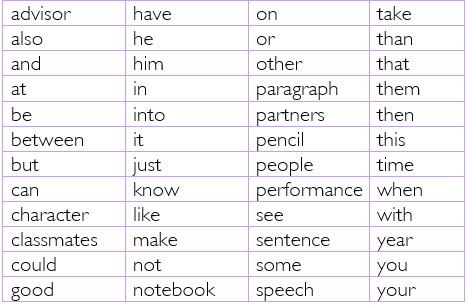 advisor have on take
also he or than
and him other that
at in paragraph them
be into partners then
between it pencil this
but just people time
can know performance when
character like see with
classmates make sentence year
could not some you
good notebook speech your